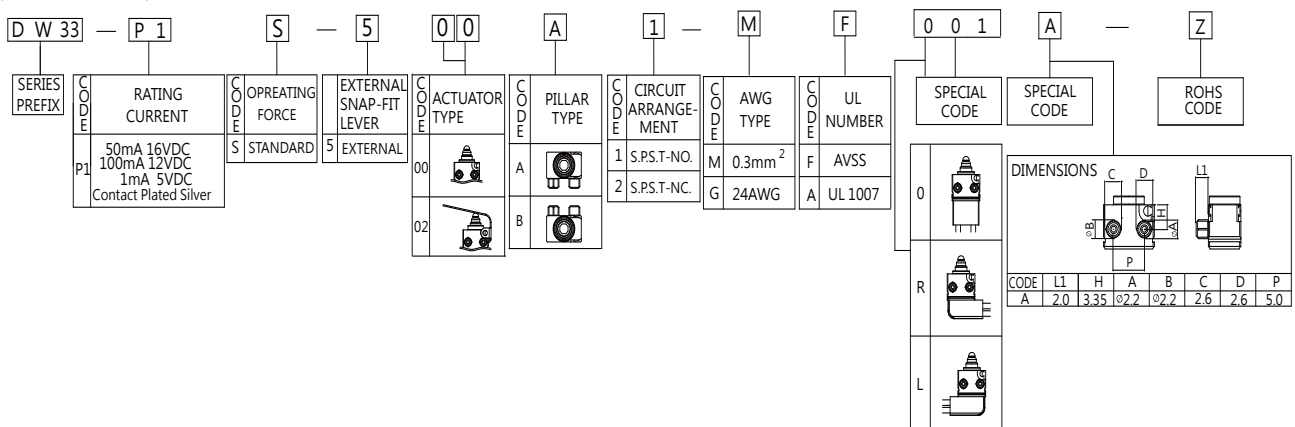 D W 33 — P 1 S — 5 0 0 A 1 — M F 0 0 1 A — Z
SERIES
PREFIX
CODE
RATING
CURRENT
P1
50mA 16VDC
100mA 12VDC
1mA 5VDC
Contact Plated Silver
CODE
OPREATING
FORCE
S STANDARD
EXTERNAL
SNAP-FIT
LEVER
5 EXTERNAL
CODE
ACTUATOR
TYPE
00
02
CODE
PILLAR
TYPE
A
B
CODE
CIRCUIT
ARRANGE-
MENT
1 S.P.S.T-NO.
2 S.P.S.T-NC.
CODE
AWG
TYPE
M 0.3mm²
G 24AWG
CODE
UL
NUMBER
F AVSS
A UL 1007
SPECIAL
CODE
0
R
L
SPECIAL
CODE
DIMENSIONS
C D L1
H
⌀B ⌀A
P
CODE L1 H A B C D P
A 2.0 3.35 ⌀2.2 ⌀2.2 2.6 2.6 5.0
ROHS
CODE